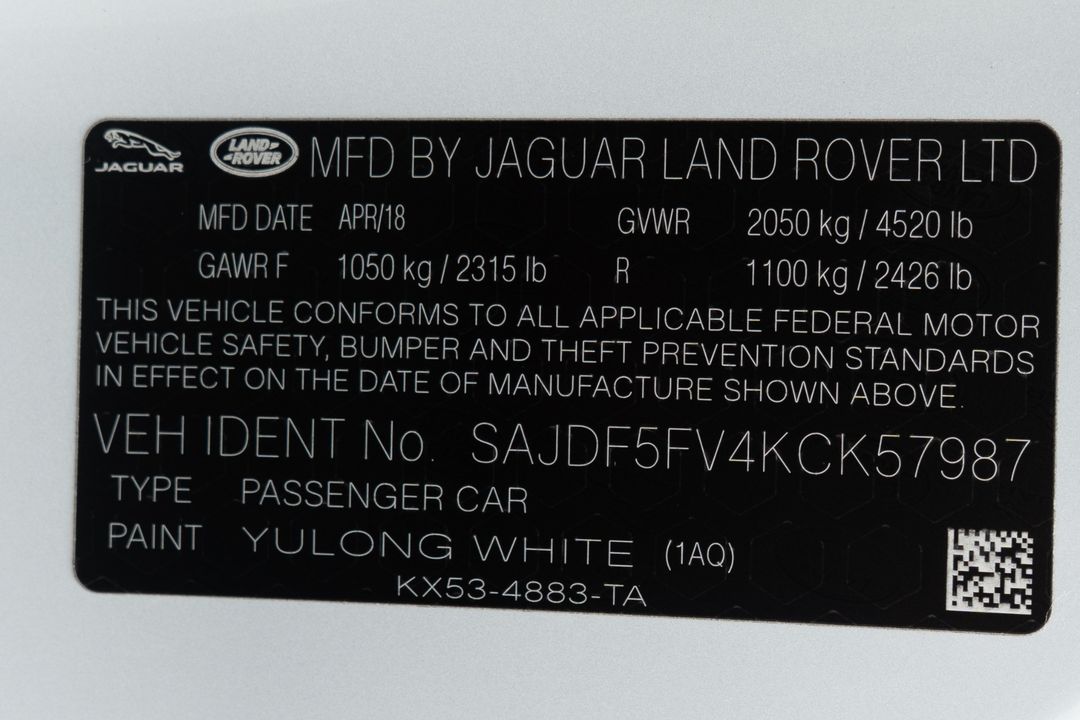 JAGUAR LAND-ROVER MFD BY JAGUAR LAND ROVER LTD
MFD DATE APR/18 GVWR 2050 kg / 4520 lb
GAWR F 1050 kg / 2315 lb R 1100 kg / 2426 lb
THIS VEHICLE CONFORMS TO ALL APPLICABLE FEDERAL MOTOR
VEHICLE SAFETY, BUMPER AND THEFT PREVENTION STANDARDS
IN EFFECT ON THE DATE OF MANUFACTURE SHOWN ABOVE.
VEH IDENT No. SAJDF5FV4KCK57987
TYPE PASSENGER CAR
PAINT YULONG WHITE (1AQ)
KX53-4883-TA